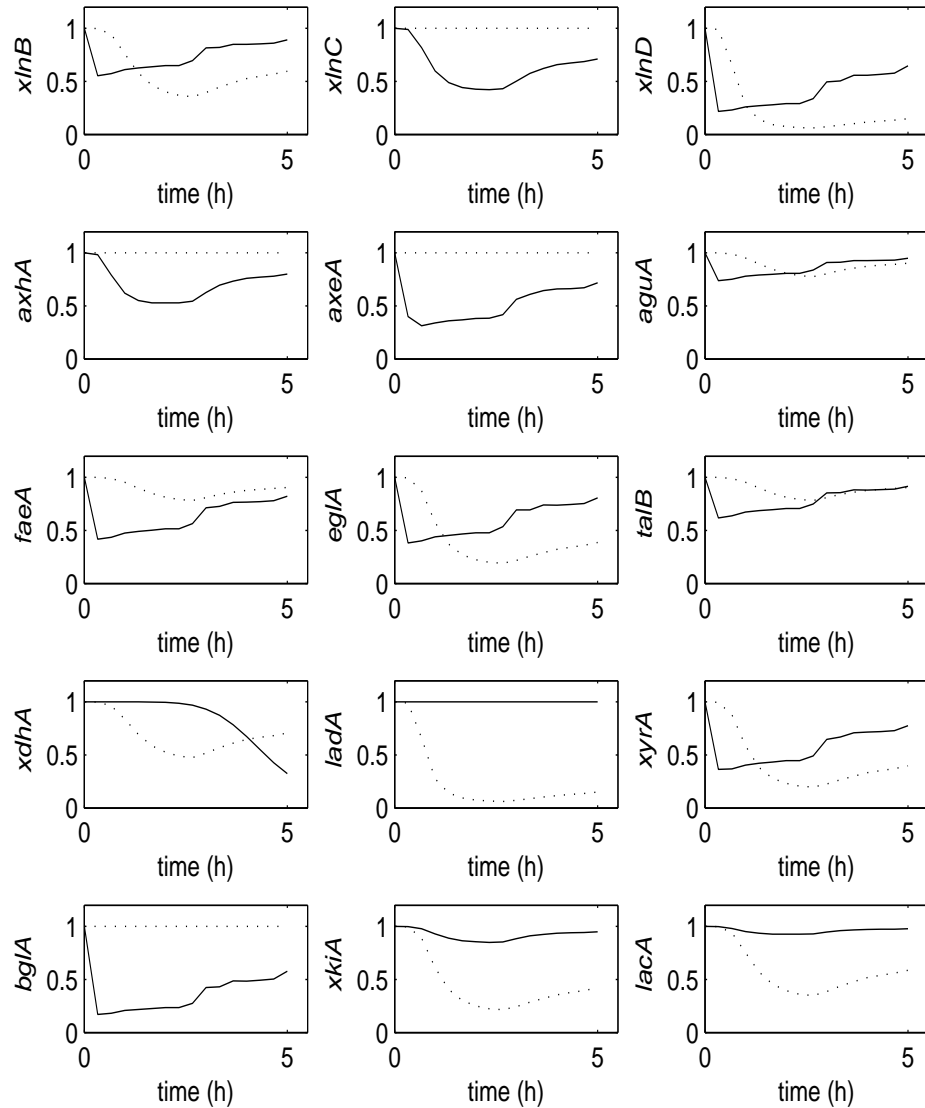 1 1 1
xlnB xlnC xlnD
0.5 0.5 0.5
0 0 0
0 5 0 5 0 5
time (h) time (h) time (h)
1 1 1
axhA axeA aguA
0.5 0.5 0.5
0 0 0
0 5 0 5 0 5
time (h) time (h) time (h)
1 1 1
faeA eglA talB
0.5 0.5 0.5
0 0 0
0 5 0 5 0 5
time (h) time (h) time (h)
1 1 1
xdhA ladA xyrA
0.5 0.5 0.5
0 0 0
0 5 0 5 0 5
time (h) time (h) time (h)
1 1 1
bglA xkiA lacA
0.5 0.5 0.5
0 0 0
0 5 0 5 0 5
time (h) time (h) time (h)